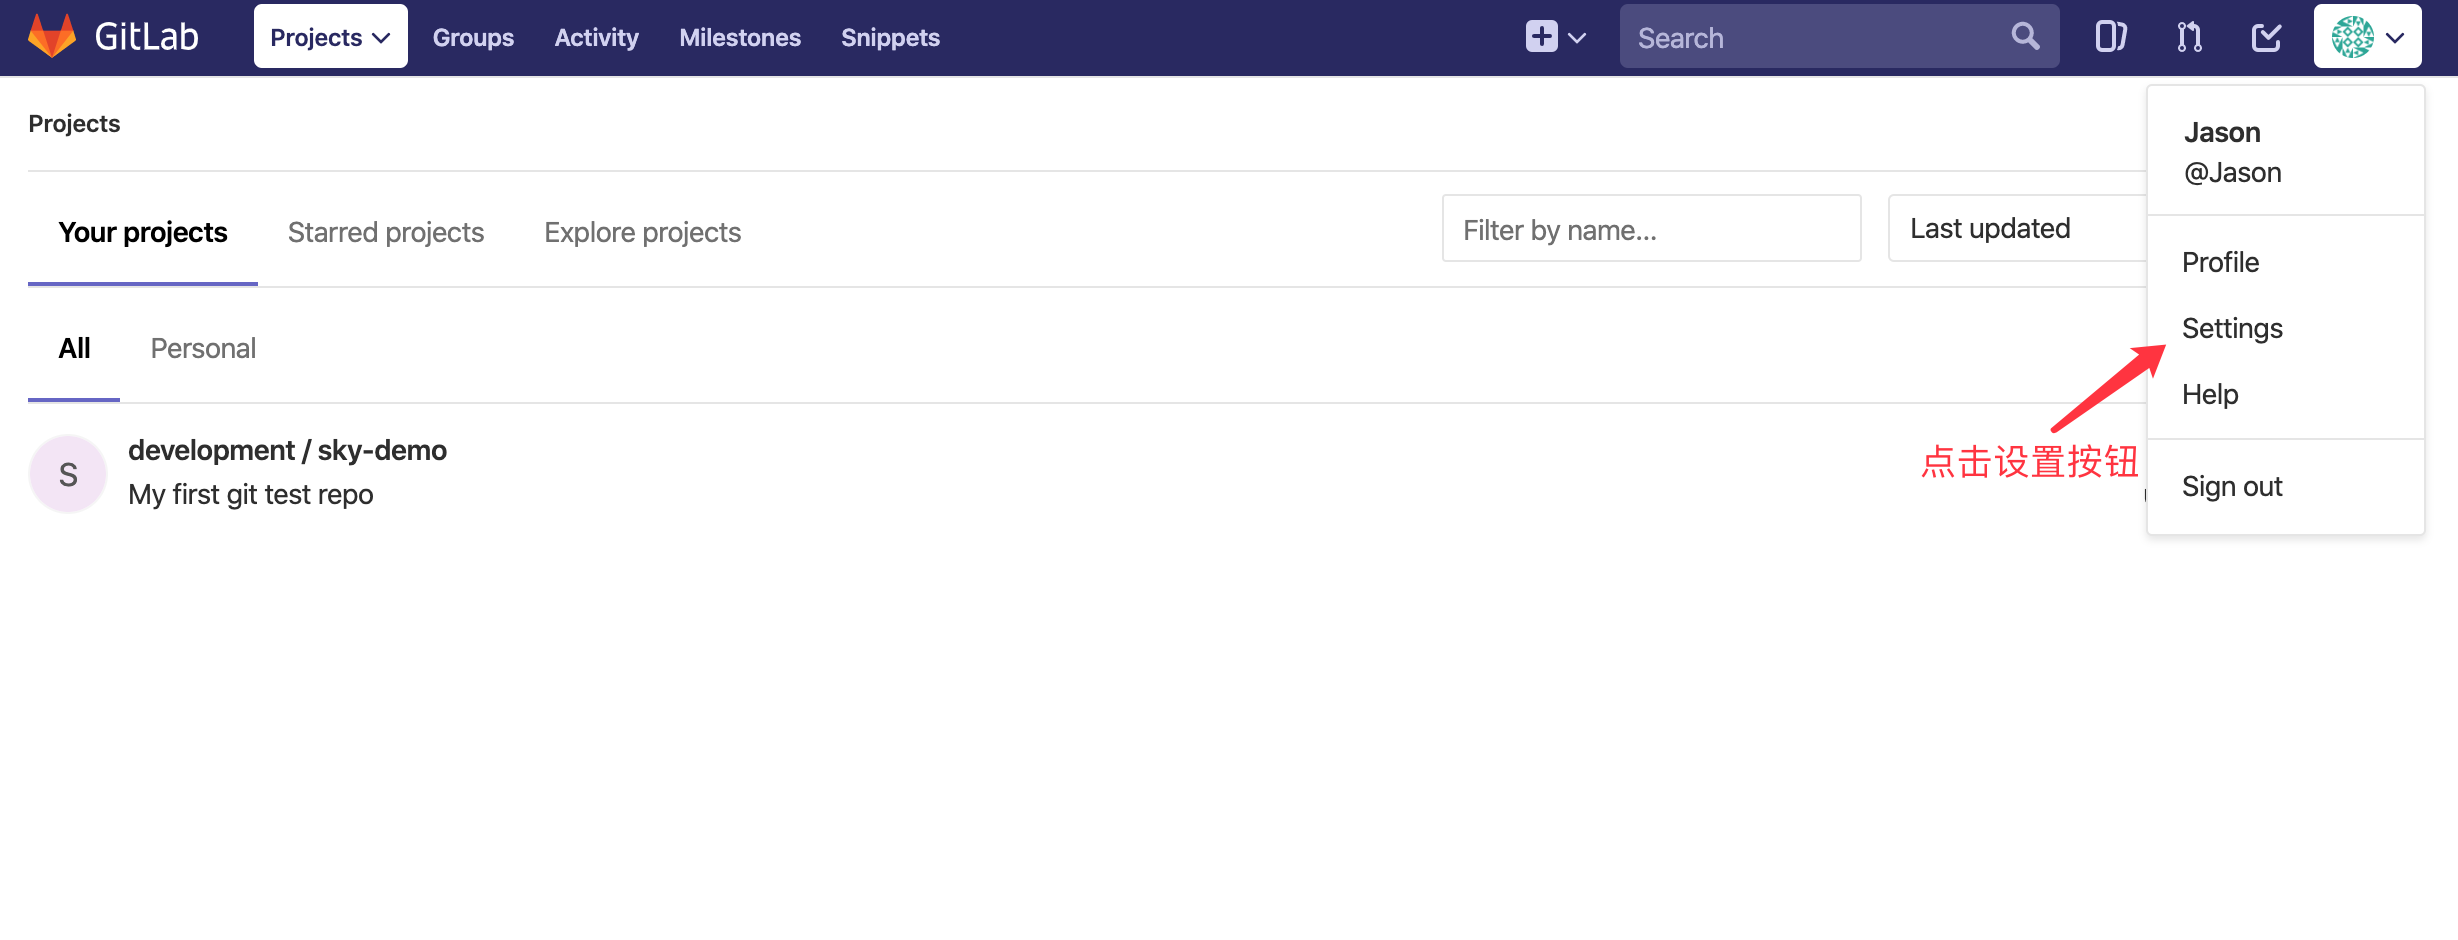 GitLab Projects Groups Activity Milestones Snippets Search
Projects
Jason
@Jason
Your projects Starred projects Explore projects Filter by name... Last updated
Profile
Settings
All Personal
Help
点击设置按钮
Sign out
S
development / sky-demo
My first git test repo